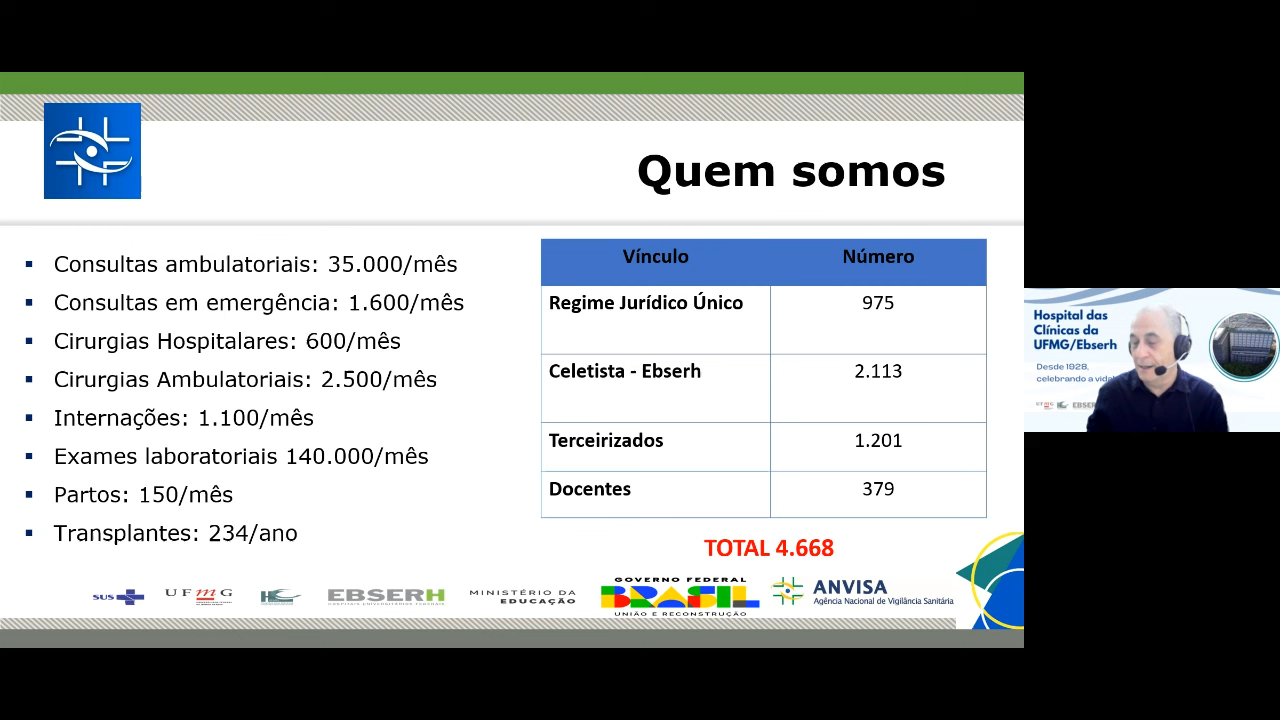 Quem somos
Consultas ambulatoriais: 35.000/mês
Consultas em emergência: 1.600/mês
Cirurgias Hospitalares: 600/mês
Cirurgias Ambulatoriais: 2.500/mês
Internações: 1.100/mês
Exames laboratoriais 140.000/mês
Partos: 150/mês
Transplantes: 234/ano
Vínculo Número
Regime Jurídico Único 975
Celetista - Ebserh 2.113
Terceirizados 1.201
Docentes 379
TOTAL 4.668
SUS
UFMG
EBSERH
HOSPITAIS UNIVERSITÁRIOS FEDERAIS
MINISTÉRIO DA
EDUCAÇÃO
GOVERNO FEDERAL
BRASIL
UNIÃO E RECONSTRUÇÃO
ANVISA
Agência Nacional de Vigilância Sanitária
Hospital das
Clínicas da
UFMG/Ebserh
Desde 1928,
celebrando a vida
UFMG
EBSERH